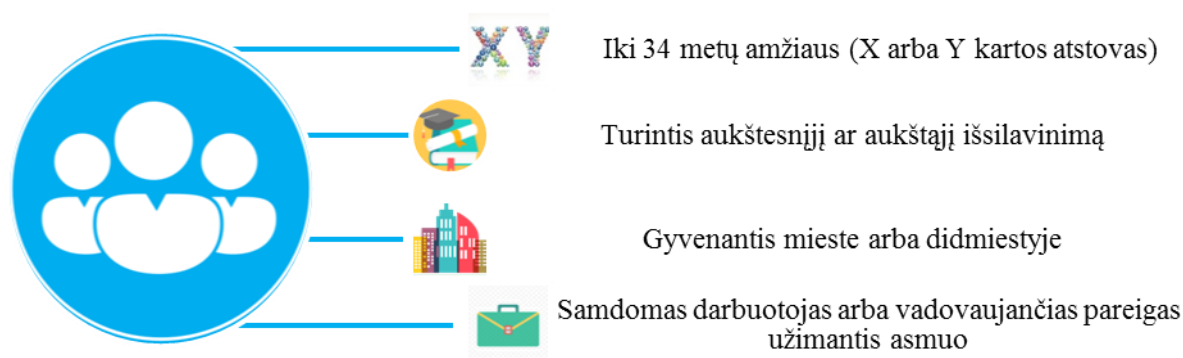 XY
Iki 34 metų amžiaus (X arba Y kartos atstovas)
Turintis aukštesnįjį ar aukštąjį išsilavinimą
Gyvenantis mieste arba didmiestyje
Samdomas darbuotojas arba vadovaujančias pareigas
užimantis asmuo